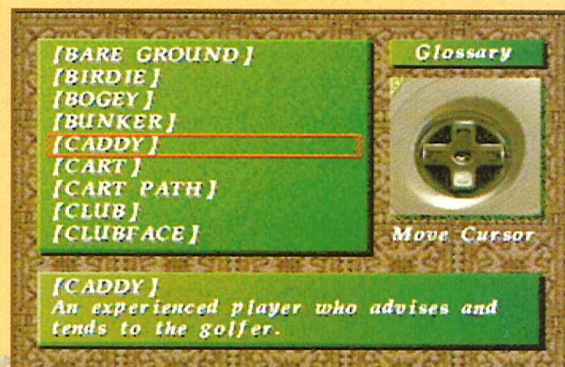 [BARE GROUND]
[BIRDIE]
[BOGEY]
[BUNKER]
[CADDY]
[CART]
[CART PATH]
[CLUB]
[CLUBFACE]
Glossary
Move Cursor
[CADDY]
An experienced player who advises and
tends to the golfer.